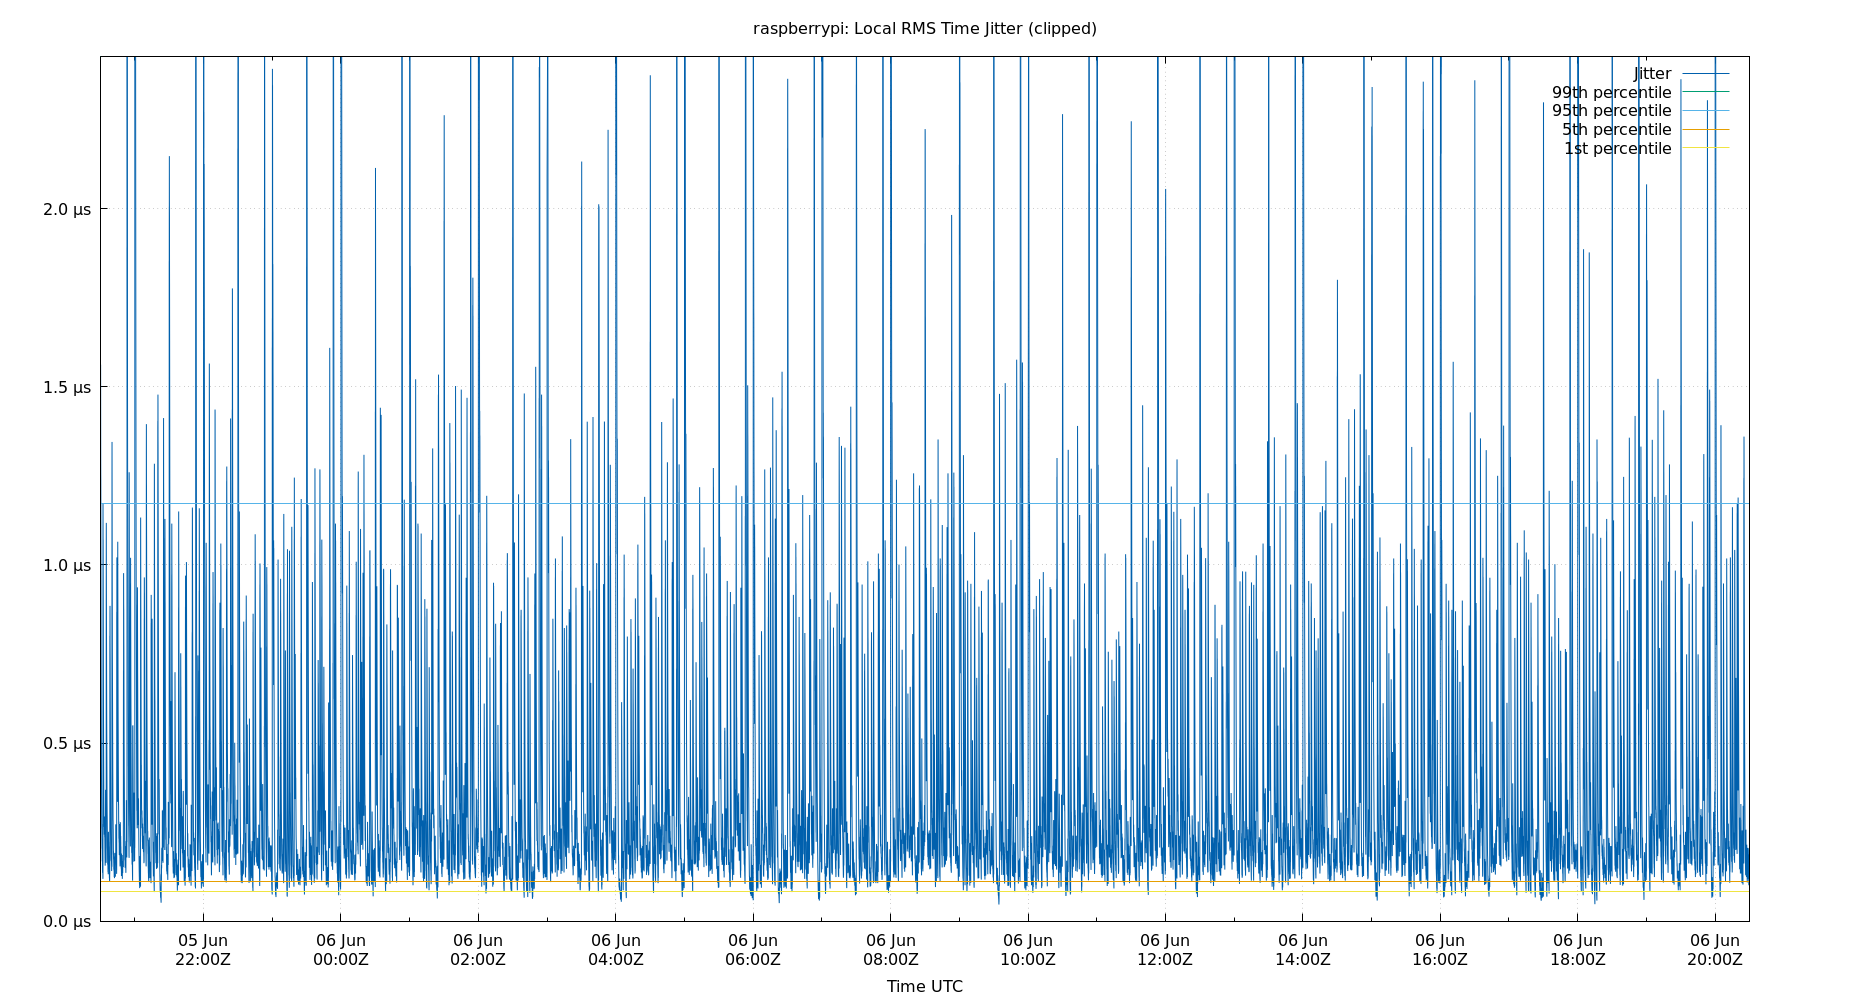 raspberrypi: Local RMS Time Jitter (clipped)
Jitter
99th percentile
95th percentile
5th percentile
1st percentile
2.0 µs
1.5 µs
1.0 µs
0.5 µs
0.0 µs
05 Jun 06 Jun 06 Jun 06 Jun 06 Jun 06 Jun 06 Jun 06 Jun 06 Jun 06 Jun 06 Jun 06 Jun
22:00Z 00:00Z 02:00Z 04:00Z 06:00Z 08:00Z 10:00Z 12:00Z 14:00Z 16:00Z 18:00Z 20:00Z
Time UTC